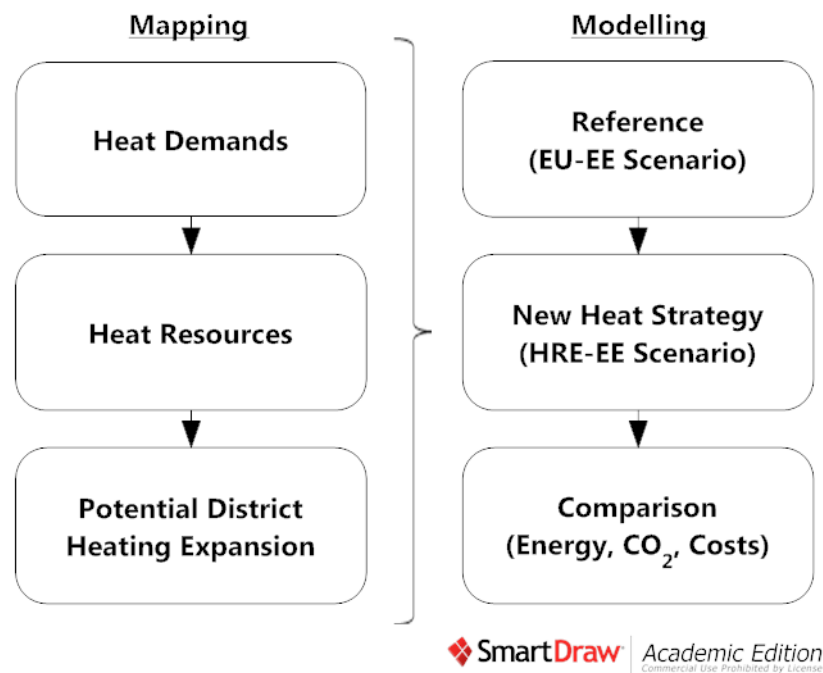 Mapping
Heat Demands
Heat Resources
Potential District
Heating Expansion
Modelling
Reference
(EU-EE Scenario)
New Heat Strategy
(HRE-EE Scenario)
Comparison
(Energy, CO₂, Costs)
SmartDraw
Academic Edition
Commercial Use Prohibited by License